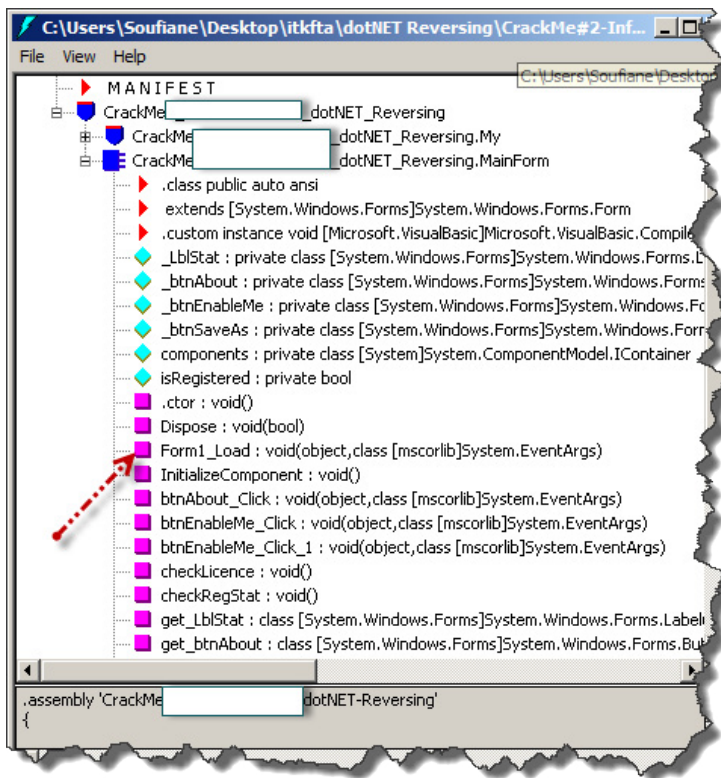 C:\Users\Soufiane\Desktop\itkfta\dotNET Reversing\CrackMe#2-Inf...
File View Help
C:\Users\Soufiane\Desktop
MANIFEST
CrackMe _dotNET_Reversing
CrackMe _dotNET_Reversing.My
CrackMe _dotNET_Reversing.MainForm
.class public auto ansi
extends [System.Windows.Forms]System.Windows.Forms.Form
.custom instance void [Microsoft.VisualBasic]Microsoft.VisualBasic.Compile
_LblStat : private class [System.Windows.Forms]System.Windows.Forms.L
_btnAbout : private class [System.Windows.Forms]System.Windows.Forms
_btnEnableMe : private class [System.Windows.Forms]System.Windows.Fo
_btnSaveAs : private class [System.Windows.Forms]System.Windows.Form
components : private class [System]System.ComponentModel.IContainer
isRegistered : private bool
.ctor : void()
Dispose : void(bool)
Form1_Load : void(object,class [mscorlib]System.EventArgs)
InitializeComponent : void()
btnAbout_Click : void(object,class [mscorlib]System.EventArgs)
btnEnableMe_Click : void(object,class [mscorlib]System.EventArgs)
btnEnableMe_Click_1 : void(object,class [mscorlib]System.EventArgs)
checkLicence : void()
checkRegStat : void()
get_LblStat : class [System.Windows.Forms]System.Windows.Forms.Label
get_btnAbout : class [System.Windows.Forms]System.Windows.Forms.But
.assembly 'CrackMe dotNET-Reversing'
{